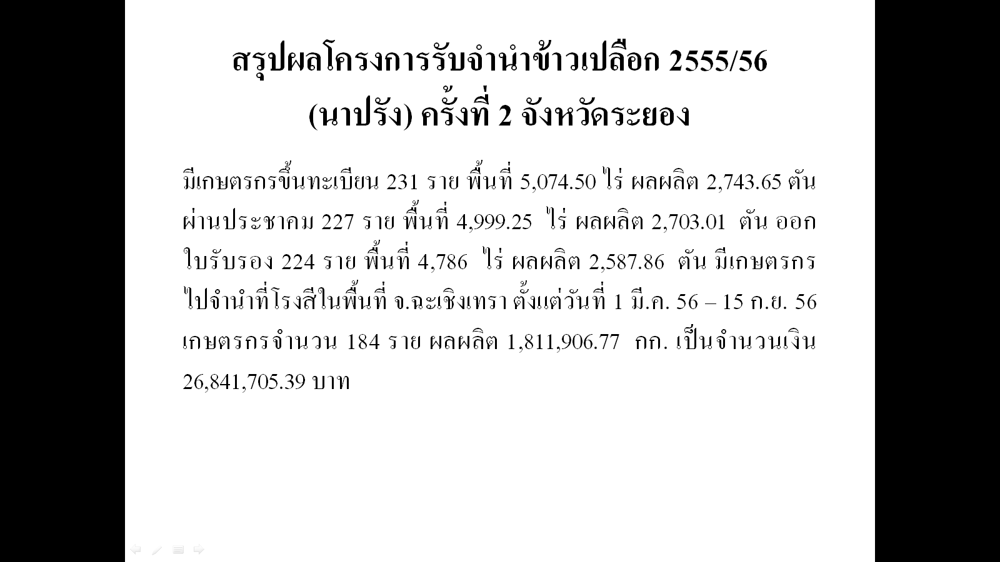 สรุปผลโครงการรับจำนำข้าวเปลือก 2555/56
(นาปรัง) ครั้งที่ 2 จังหวัดระยอง
มีเกษตรกรขึ้นทะเบียน 231 ราย พื้นที่ 5,074.50 ไร่ ผลผลิต 2,743.65 ตัน
ผ่านประชาคม 227 ราย พื้นที่ 4,999.25 ไร่ ผลผลิต 2,703.01 ตัน ออก
ใบรับรอง 224 ราย พื้นที่ 4,786 ไร่ ผลผลิต 2,587.86 ตัน มีเกษตรกร
ไปจำนำที่โรงสีในพื้นที่ จ.ฉะเชิงเทรา ตั้งแต่วันที่ 1 มี.ค. 56 – 15 ก.ย. 56
เกษตรกรจำนวน 184 ราย ผลผลิต 1,811,906.77 กก. เป็นจำนวนเงิน
26,841,705.39 บาท